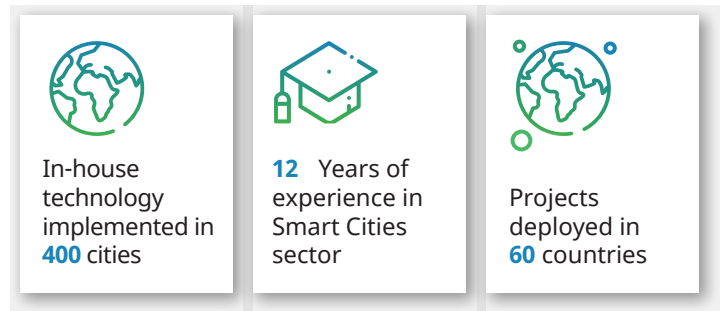 In-house
technology
implemented in
400 cities
12 Years of
experience in
Smart Cities
sector
Projects
deployed in
60 countries